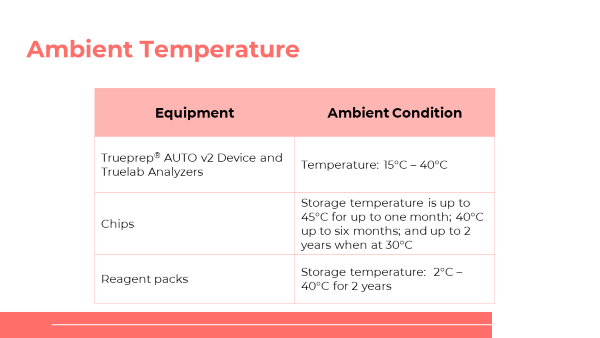 Ambient Temperature
Equipment
Ambient Condition
Trueprep® AUTO v2 Device and
Truelab Analyzers
Temperature: 15°C – 40°C
Chips
Storage temperature is up to
45°C for up to one month; 40°C
up to six months; and up to 2
years when at 30°C
Reagent packs
Storage temperature: 2°C –
40°C for 2 years